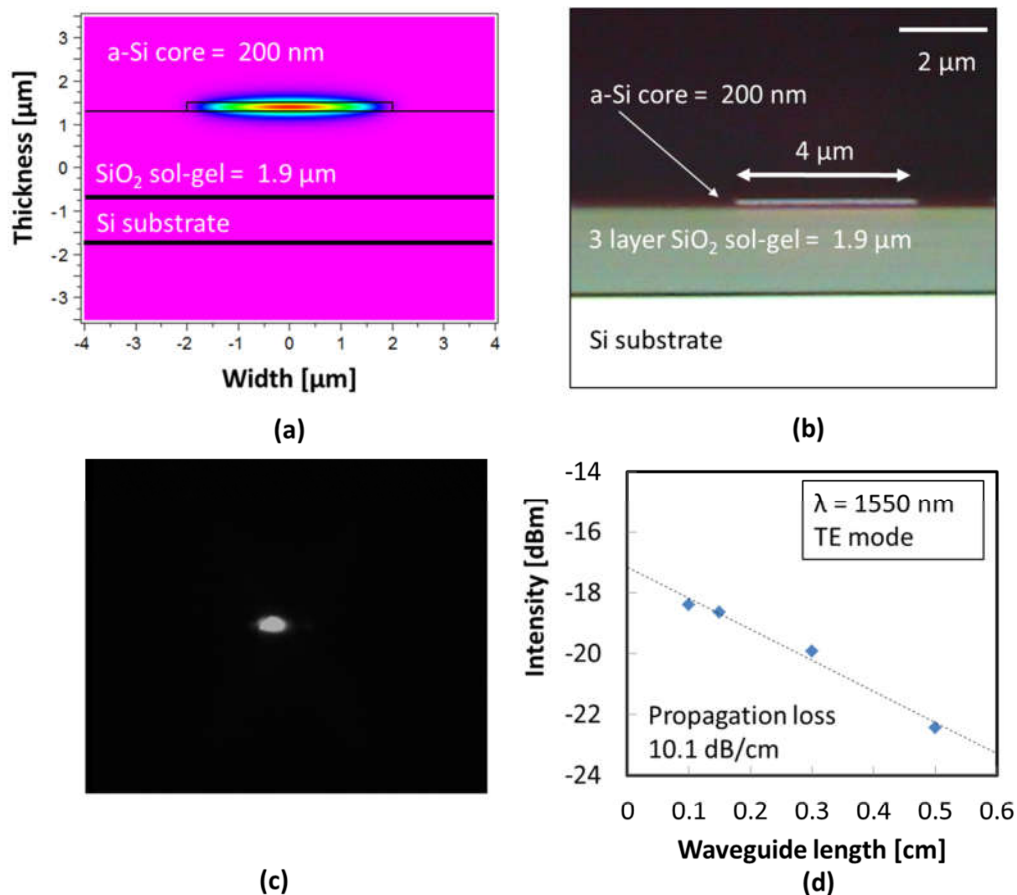 a-Si core = 200 nm
SiO2 sol-gel = 1.9 μm
Si substrate
Thickness [μm]
3
2
1
0
-1
-2
-3
-4 -3 -2 -1 0 1 2 3 4
Width [μm]
(a)
2 μm
a-Si core = 200 nm
4 μm
3 layer SiO2 sol-gel = 1.9 μm
Si substrate
(b)
(c)
Intensity [dBm]
-14
-16
-18
-20
-22
-24
λ = 1550 nm
TE mode
Propagation loss
10.1 dB/cm
0 0.1 0.2 0.3 0.4 0.5 0.6
Waveguide length [cm]
(d)